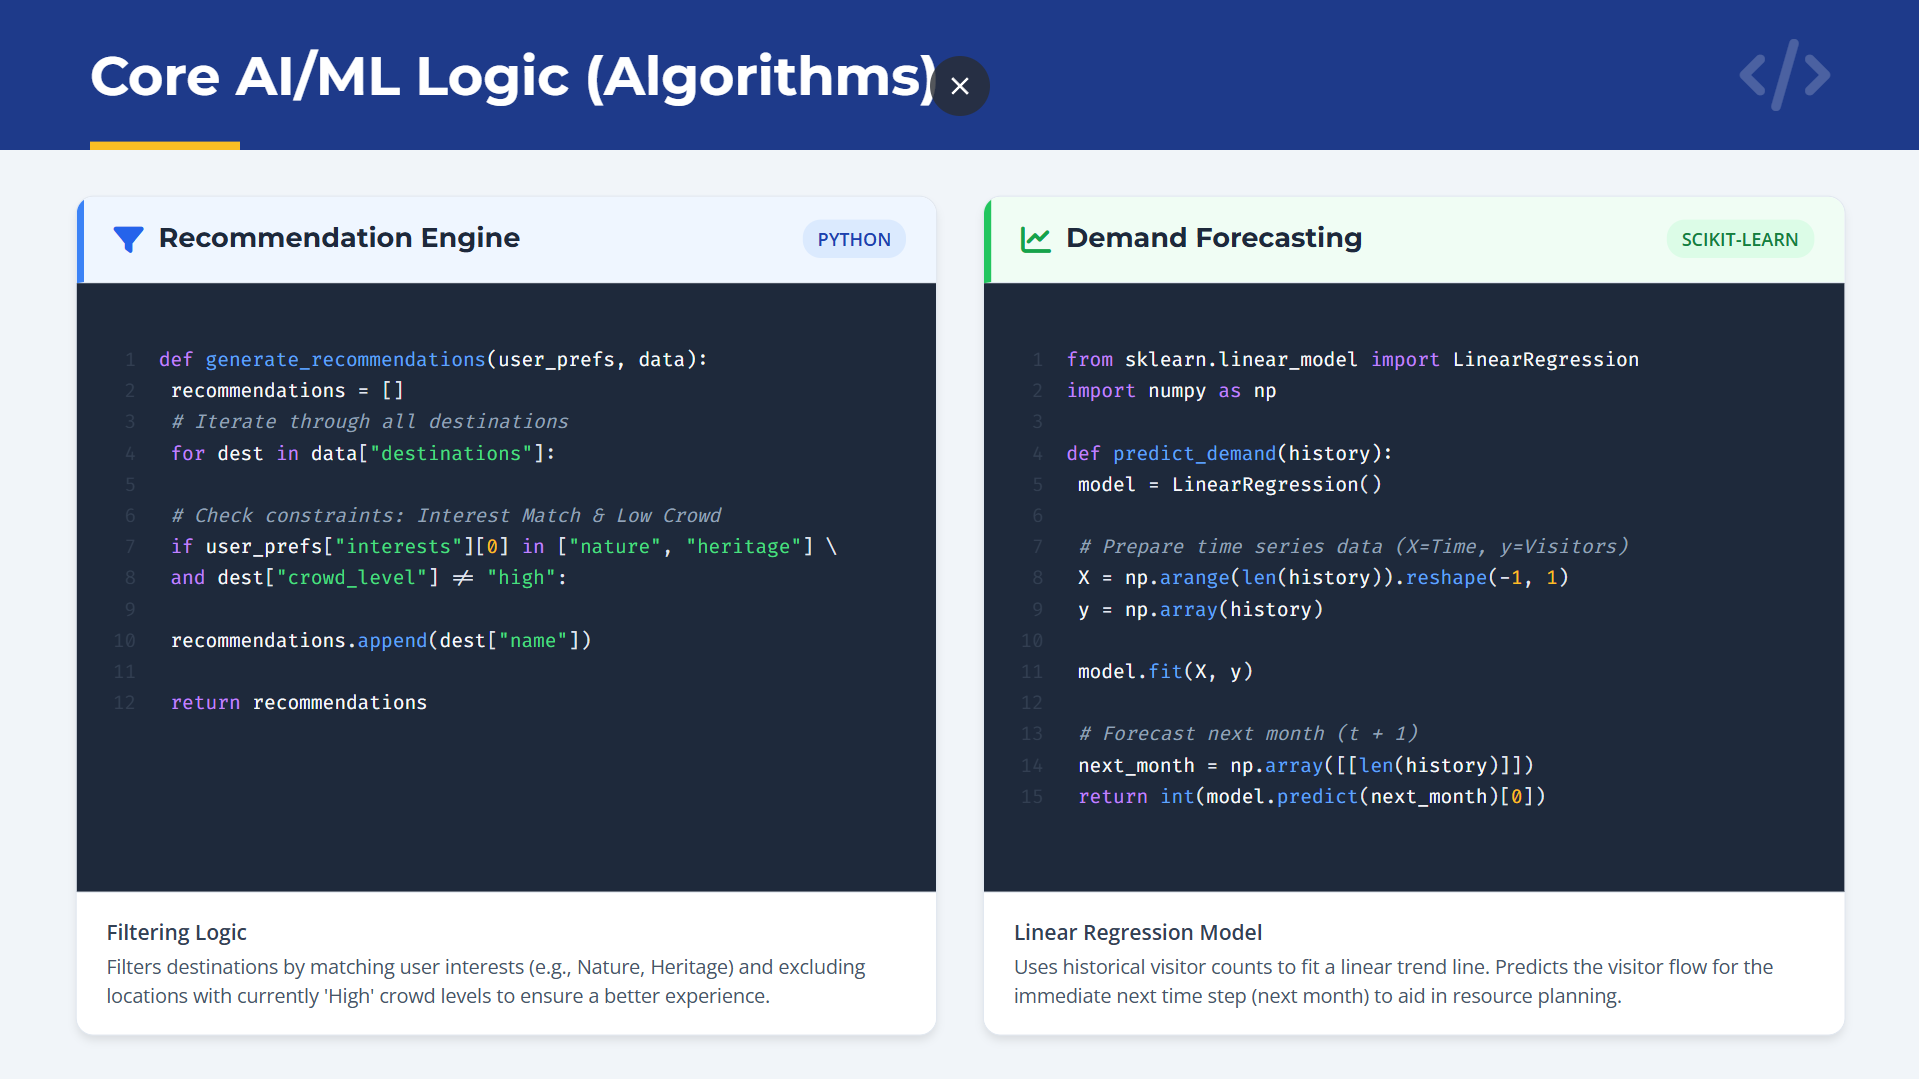 Core AI/ML Logic (Algorithms)
Recommendation Engine
PYTHON
1 def generate_recommendations(user_prefs, data):
2  recommendations = []
3  # Iterate through all destinations
4  for dest in data["destinations"]:
5
6  # Check constraints: Interest Match & Low Crowd
7  if user_prefs["interests"][0] in ["nature", "heritage"] \
8  and dest["crowd_level"] ≠ "high":
9
10  recommendations.append(dest["name"])
11
12  return recommendations
Filtering Logic
Filters destinations by matching user interests (e.g., Nature, Heritage) and excluding
locations with currently 'High' crowd levels to ensure a better experience.
Demand Forecasting
SCIKIT-LEARN
1 from sklearn.linear_model import LinearRegression
2 import numpy as np
3
4 def predict_demand(history):
5  model = LinearRegression()
6
7  # Prepare time series data (X=Time, y=Visitors)
8  X = np.arange(len(history)).reshape(-1, 1)
9  y = np.array(history)
10
11  model.fit(X, y)
12
13  # Forecast next month (t + 1)
14  next_month = np.array([[len(history)]])
15  return int(model.predict(next_month)[0])
Linear Regression Model
Uses historical visitor counts to fit a linear trend line. Predicts the visitor flow for the
immediate next time step (next month) to aid in resource planning.